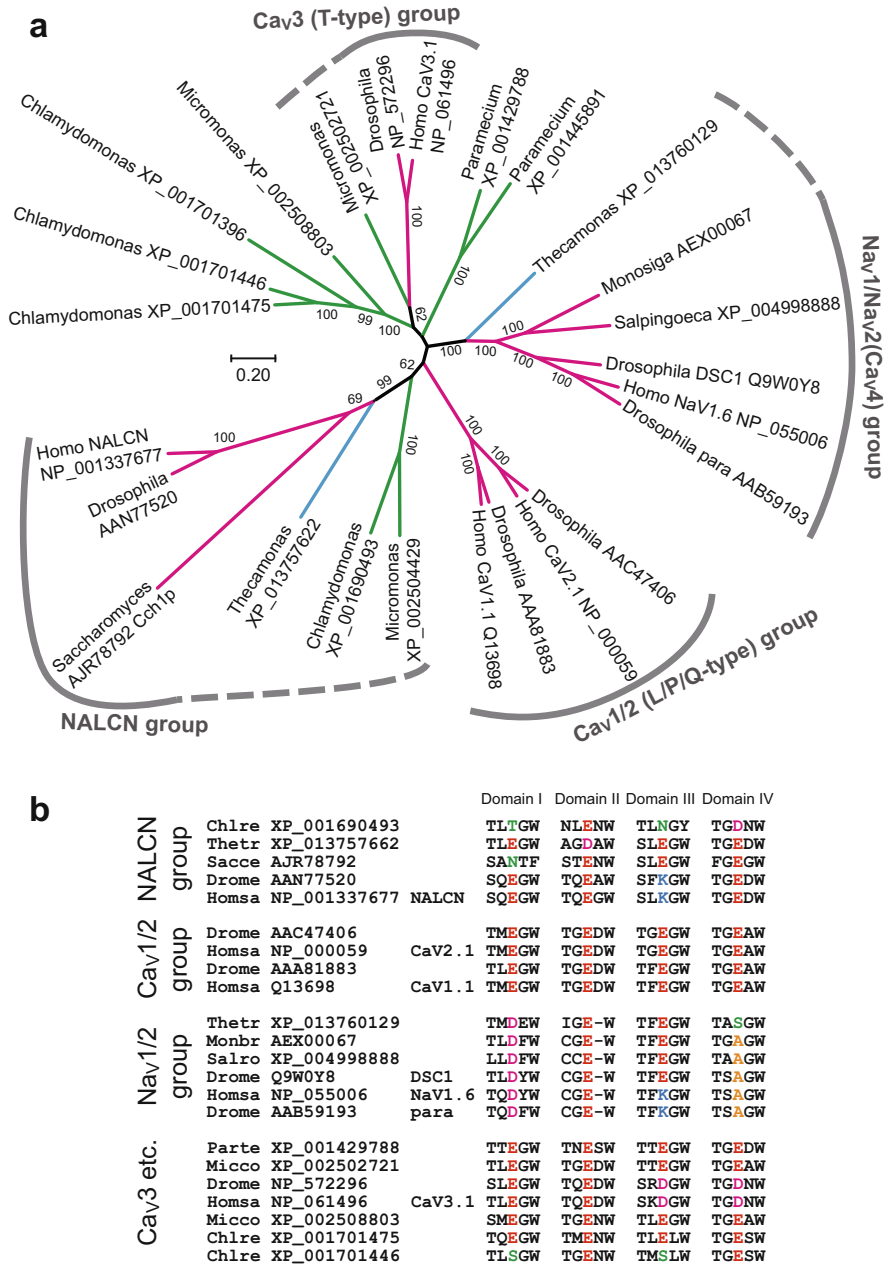 a
CaV3 (T-type) group
Chlamydomonas XP_001701396
Micromonas XP_002508803
Micromonas
XP_002502721
Drosophila
NP_572296
Homo CaV3.1
NP_061496
Paramecium
XP_001429788
Paramecium
XP_001445891
Thecamonas XP_013760129
Monosiga AEX00067
Salpingoeca XP_004998888
Drosophila DSC1 Q9W0Y8
Homo NaV1.6 NP_055006
Drosophila para AAB59193
NaV1/NaV2(CaV4) group
Chlamydomonas XP_001701446
Chlamydomonas XP_001701475
100
99
100
62
100
100
100
100
100
100
100
0.20
62
99
69
100
100
100
100
Homo NALCN
NP_001337677
Drosophila
AAN77520
Saccharomyces
AJR78792 Cch1p
Thecamonas
XP_013757622
Chlamydomonas
XP_001690493
Micromonas
XP_002504429
Homo CaV1.1 Q13698
Drosophila AAA81883
Homo CaV2.1 NP_000059
Drosophila AAC47406
NALCN group
CaV1/2 (L/P/Q-type) group
b
Domain I Domain II Domain III Domain IV
NALCN
group
Chlre XP_001690493 TLTGW NLENW TLNGY TGDNW
Thetr XP_013757662 TLEGW AGDAW SLEGW TGEDW
Sacce AJR78792 SANTF STENW SLEGW FGEGW
Drome AAN77520 SQEGW TQEAW SFKGW TGEDW
Homsa NP_001337677 NALCN SQEGW TQEGW SLKGW TGEDW
CaV1/2
group
Drome AAC47406 TMEGW TGEDW TGEGW TGEAW
Homsa NP_000059 CaV2.1 TMEGW TGEDW TGEGW TGEAW
Drome AAA81883 TLEGW TGEDW TFEGW TGEAW
Homsa Q13698 CaV1.1 TMEGW TGEDW TFEGW TGEAW
NaV1/2
group
Thetr XP_013760129 TMDEW IGE-W TFEGW TASGW
Monbr AEX00067 TLDFW CCE-W TFEGW TGAGW
Salro XP_004998888 LLDFW CCE-W TFEGW TAAGW
Drome Q9W0Y8 DSC1 TLDYW CGE-W TFEGW TSAGW
Homsa NP_055006 NaV1.6 TQDYW CGE-W TFKGW TSAGW
Drome AAB59193 para TQDFW CGE-W TFKGW TSAGW
CaV3 etc.
Parte XP_001429788 TTEGW TNESW TTEGW TGEDW
Micco XP_002502721 TLEGW TGEDW TTEGW TGEAW
Drome NP_572296 SLEGW TQEDW SRDGW TGDNW
Homsa NP_061496 CaV3.1 TLEGW TQEDW SKDGW TGDNW
Micco XP_002508803 SMEGW TGENW TLEGW TGEAW
Chlre XP_001701475 TQEGW TMENW TLELW TGESW
Chlre XP_001701446 TLSGW TGENW TMSLW TGESW